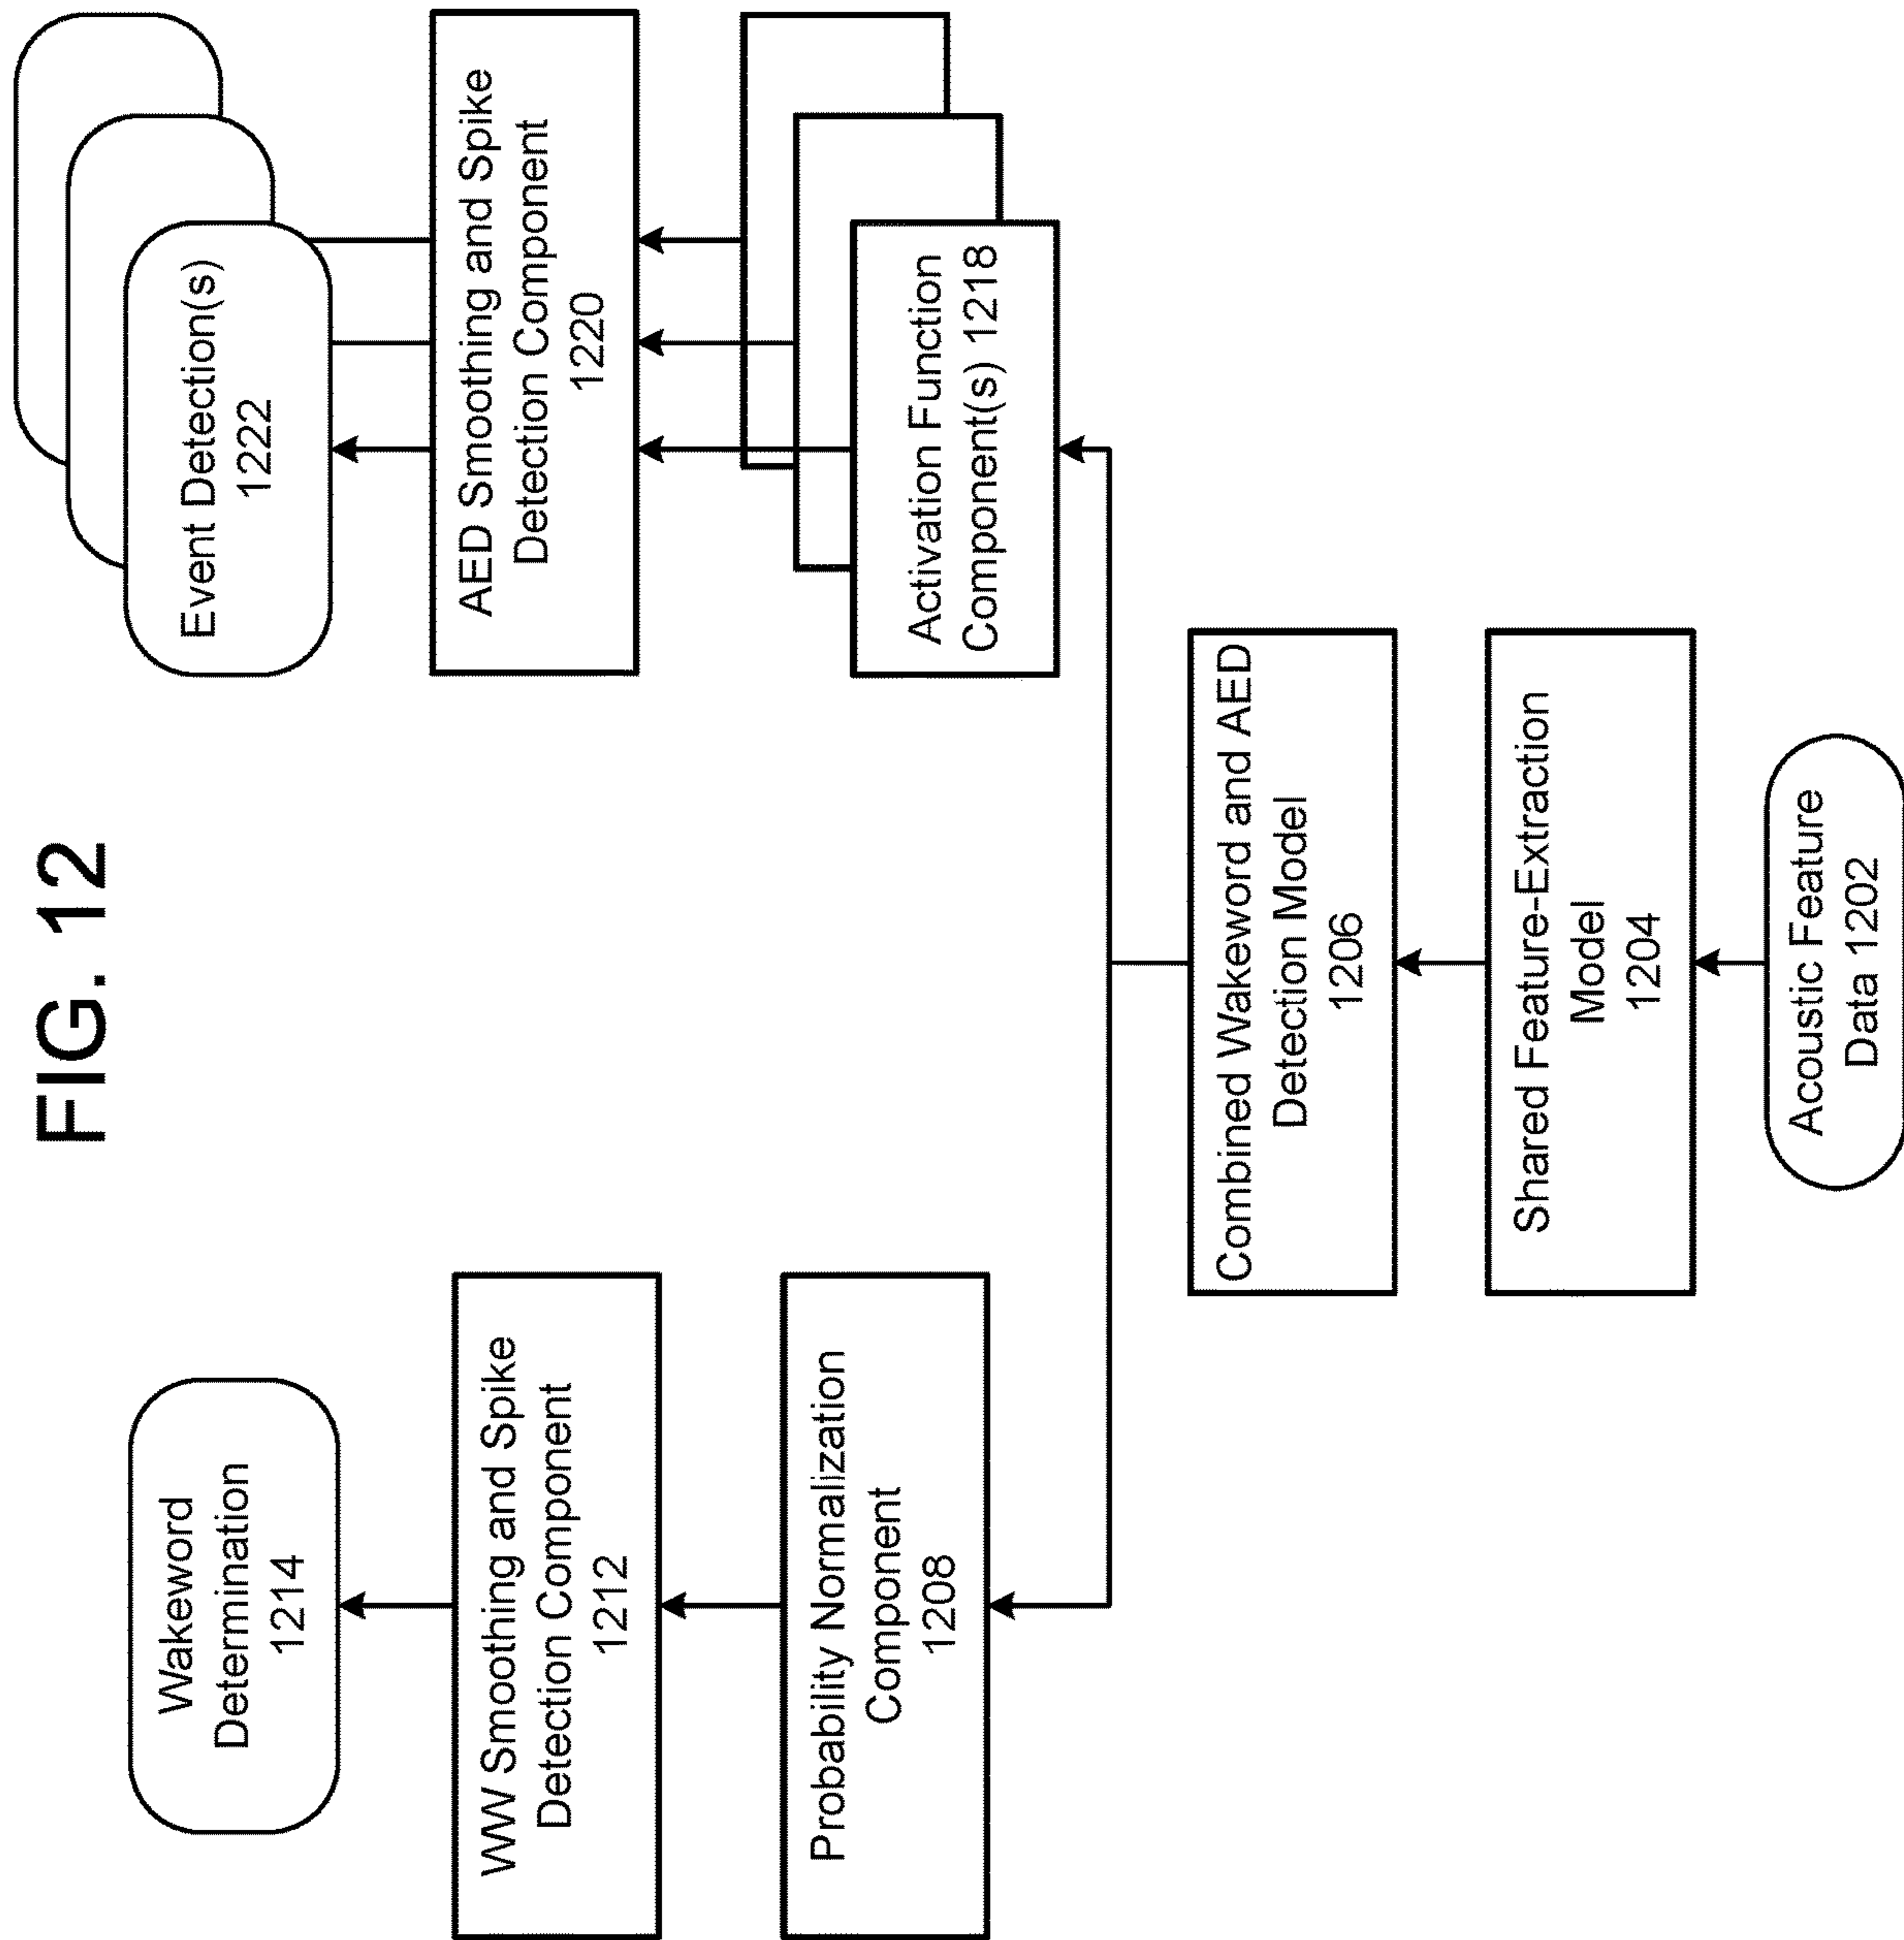 FIG. 12
Wakeword
Determination
1214
WW Smoothing and Spike
Detection Component
1212
Probability Normalization
Component
1208
Event Detection(s)
1222
AED Smoothing and Spike
Detection Component
1220
Activation Function
Component(s) 1218
Combined Wakeword and AED
Detection Model
1206
Shared Feature-Extraction
Model
1204
Acoustic Feature
Data 1202